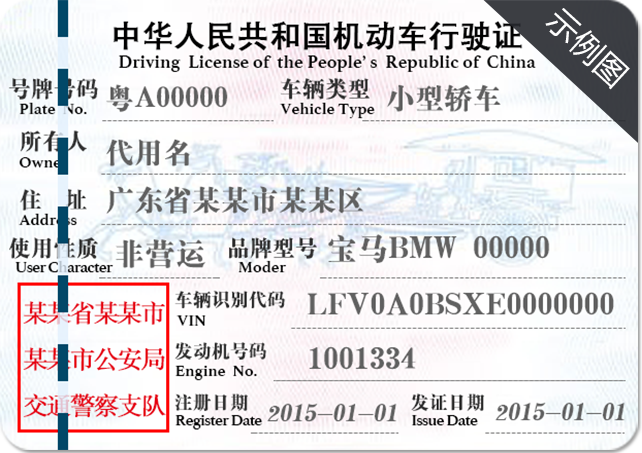 示例图
中华人民共和国机动车行驶证
Driving License of the People's Republic of China
号牌号码 粤A00000 车辆类型 小型轿车
Plate No. Vehicle Type
所有人 代用名
Owne
住 址 广东省某某市某某区
Address
使用性质 非营运 品牌型号 宝马BMW 00000
User Character Moder
某某省某某市 车辆识别代码 LFV0A0BSXE0000000
VIN
某某市公安局 发动机号码 1001334
Engine No.
交通警察支队 注册日期 2015-01-01 发证日期 2015-01-01
Register Date Issue Date